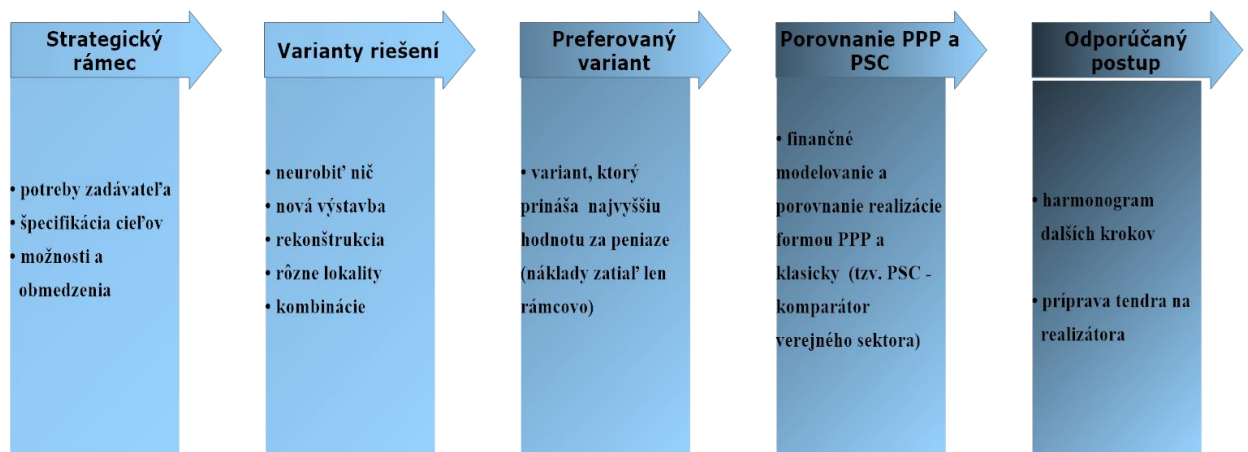 Strategický
rámec
• potreby zadávateľa
• špecifikácia cieľov
• možnosti a
obmedzenia
Varianty riešení
• neurobiť nič
• nová výstavba
• rekonštrukcia
• rôzne lokality
• kombinácie
Preferovaný
variant
• variant, ktorý
prináša najvyššiu
hodnotu za peniaze
(náklady zatiaľ len
rámcovo)
Porovnanie PPP a
PSC
• finančné
modelovanie a
porovnanie realizácie
formou PPP a
klasicky (tzv. PSC -
komparátor
verejného sektora)
Odporúčaný
postup
• harmonogram
dalších krokov
• príprava tendra na
realizátora